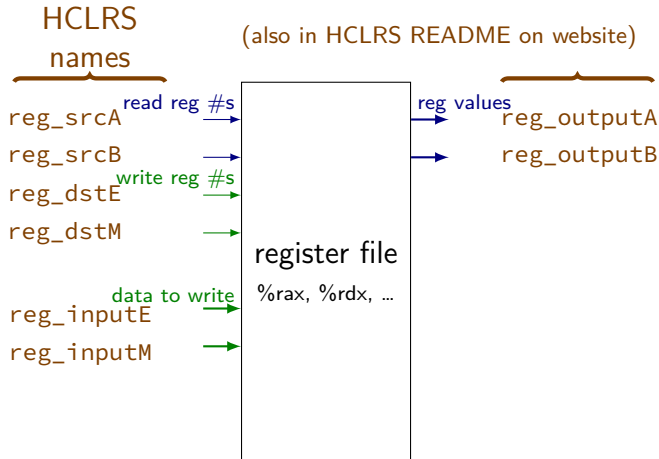 HCLRS
names
(also in HCLRS README on website)
read reg #s
reg values
reg_srcA
reg_outputA
reg_srcB
reg_outputB
write reg #s
reg_dstE
reg_dstM
register file
%rax, %rdx, …
data to write
reg_inputE
reg_inputM